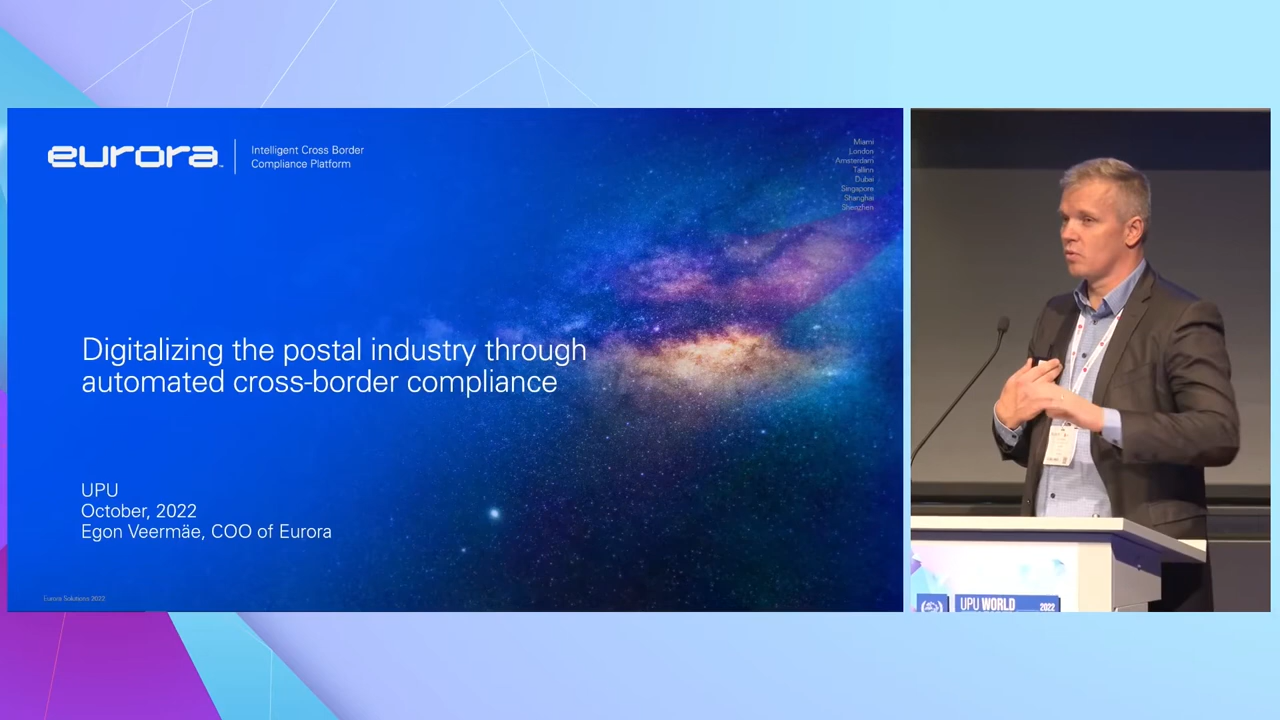 eurora
Intelligent Cross Border
Compliance Platform
Miami
London
Amsterdam
Tallinn
Dubai
Singapore
Shanghai
Shenzhen
Digitalizing the postal industry through
automated cross-border compliance
UPU
October, 2022
Egon Veermäe, COO of Eurora
Eurora Solutions 2022
UPU WORLD
2022